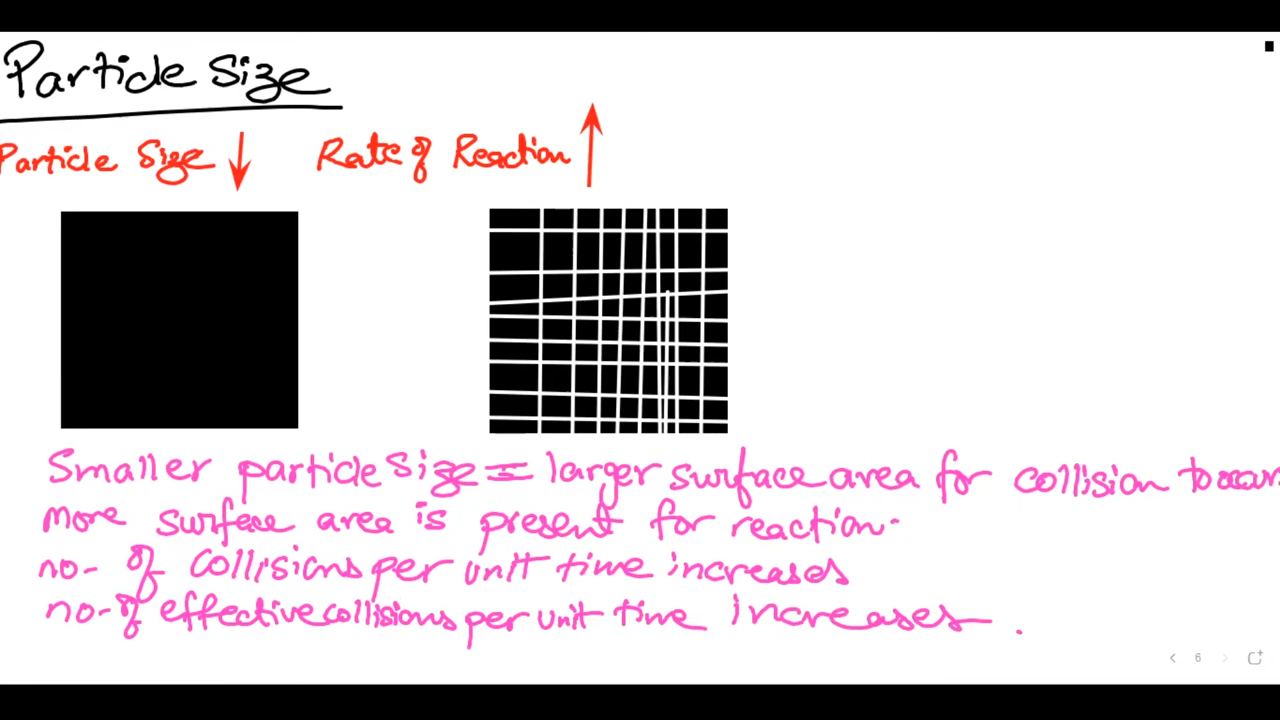 Particle Size
Particle Size ↓ Rate of Reaction ↑
Smaller particle size = larger surface area for collision to occur
more surface area is present for reaction.
no. of collisions per unit time increases
no. of effective collisions per unit time increases.
6